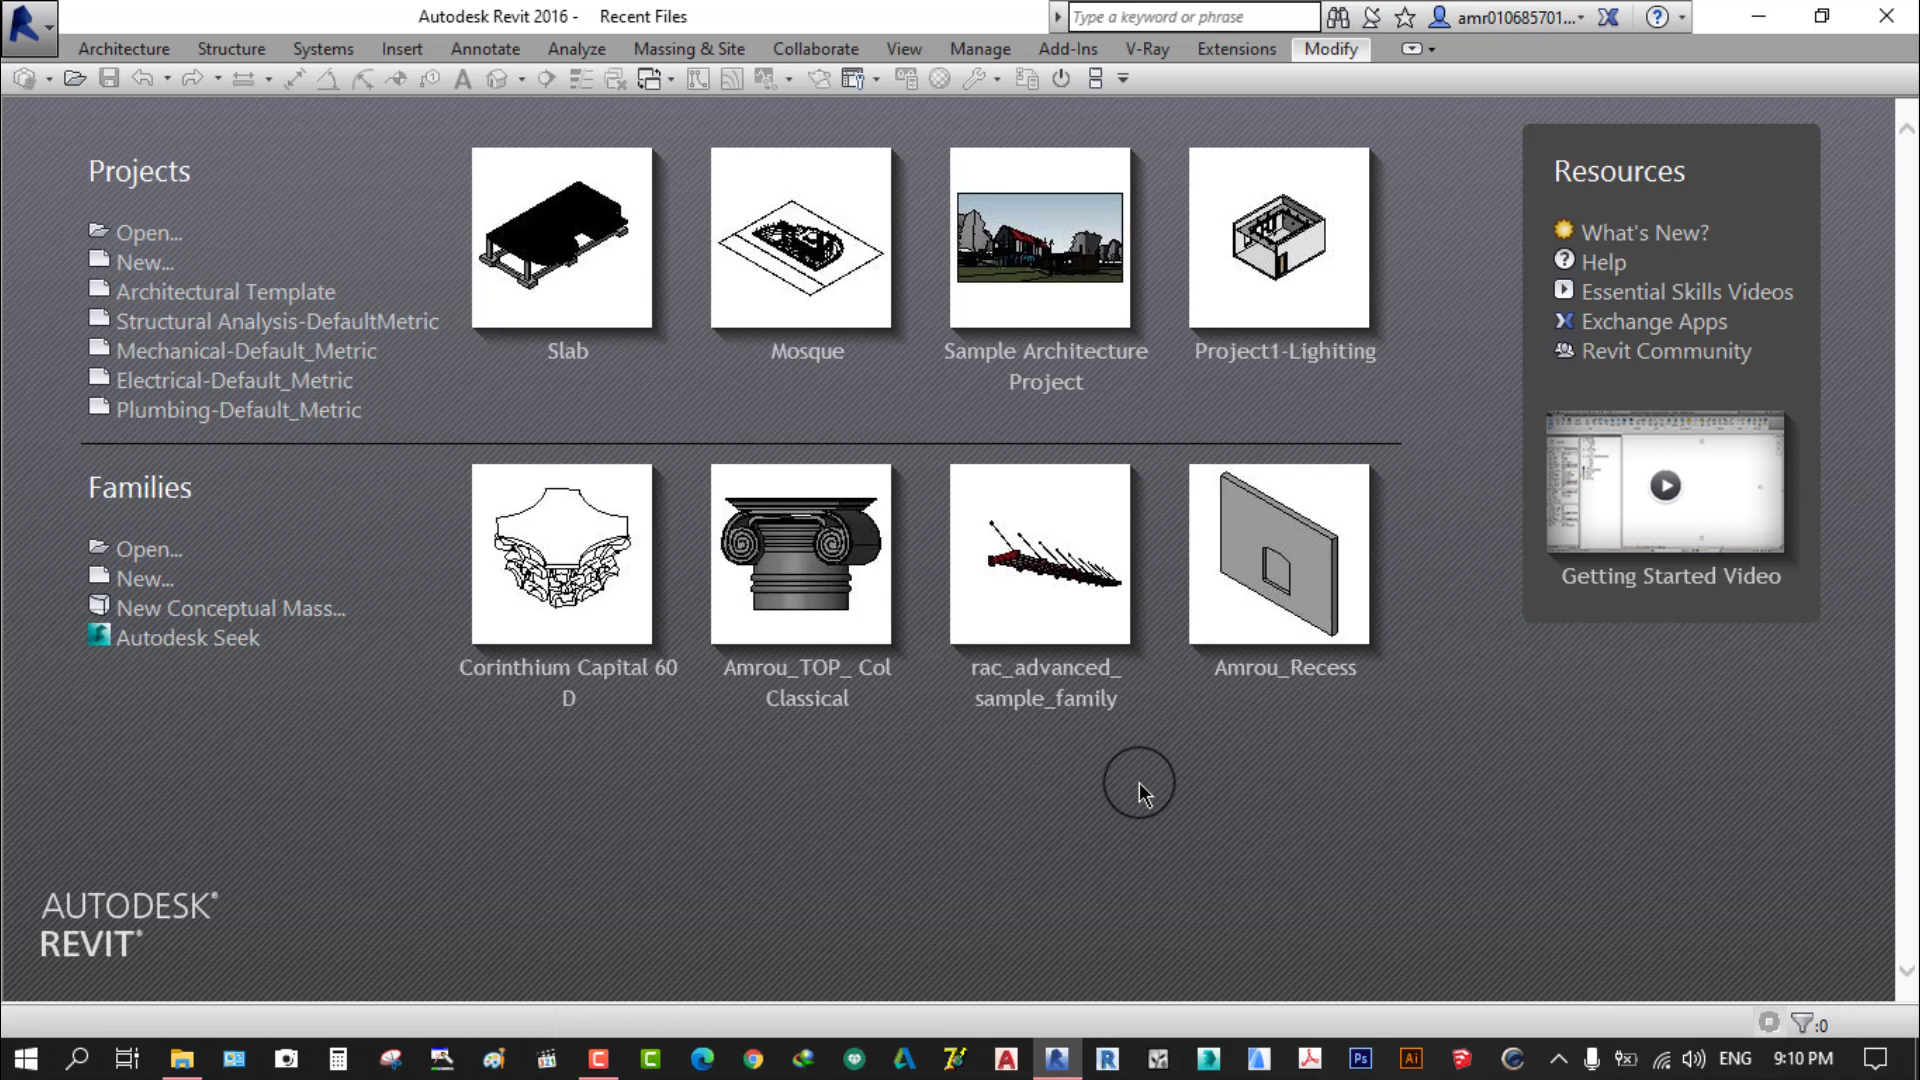 Autodesk Revit 2016 - Recent Files
Type a keyword or phrase
amr010685701...
Architecture Structure Systems Insert Annotate Analyze Massing & Site Collaborate View Manage Add-Ins V-Ray Extensions Modify
Projects
Open...
New...
Architectural Template
Structural Analysis-DefaultMetric
Mechanical-Default_Metric
Electrical-Default_Metric
Plumbing-Default_Metric
Slab
Mosque
Sample Architecture
Project
Project1-Lighiting
Families
Open...
New...
New Conceptual Mass...
Autodesk Seek
Corinthium Capital 60
D
Amrou_TOP_ Col
Classical
rac_advanced_
sample_family
Amrou_Recess
Resources
What's New?
Help
Essential Skills Videos
Exchange Apps
Revit Community
Getting Started Video
AUTODESK®
REVIT®
:0
ENG 9:10 PM